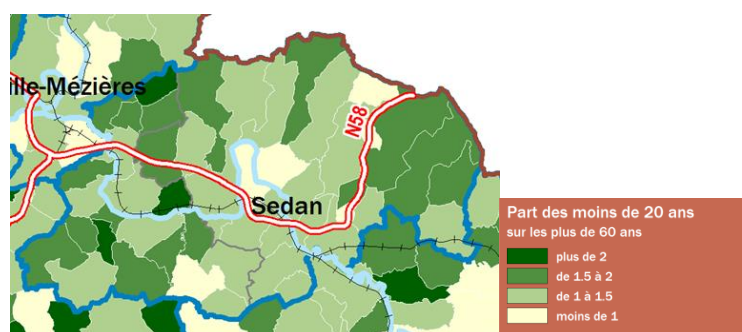 ille-Mézières
N58
Sedan
Part des moins de 20 ans
sur les plus de 60 ans
plus de 2
de 1.5 à 2
de 1 à 1.5
moins de 1